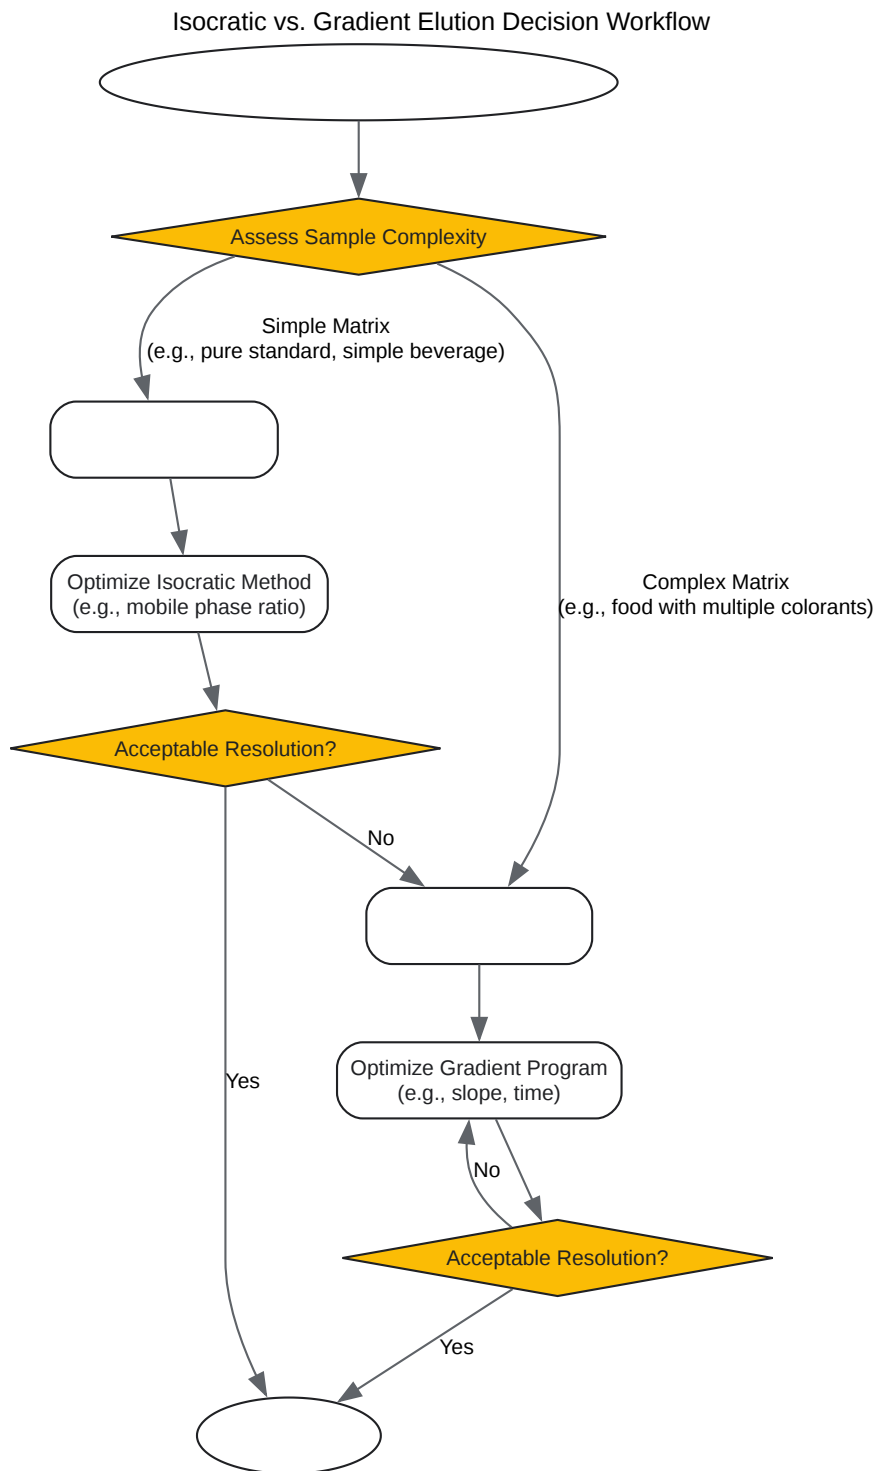 Isocratic vs. Gradient Elution Decision Workflow
Assess Sample Complexity
Simple Matrix
(e.g., pure standard, simple beverage)
Optimize Isocratic Method
(e.g., mobile phase ratio)
Complex Matrix
(e.g., food with multiple colorants)
Acceptable Resolution?
No
Yes
Optimize Gradient Program
(e.g., slope, time)
No
Acceptable Resolution?
Yes